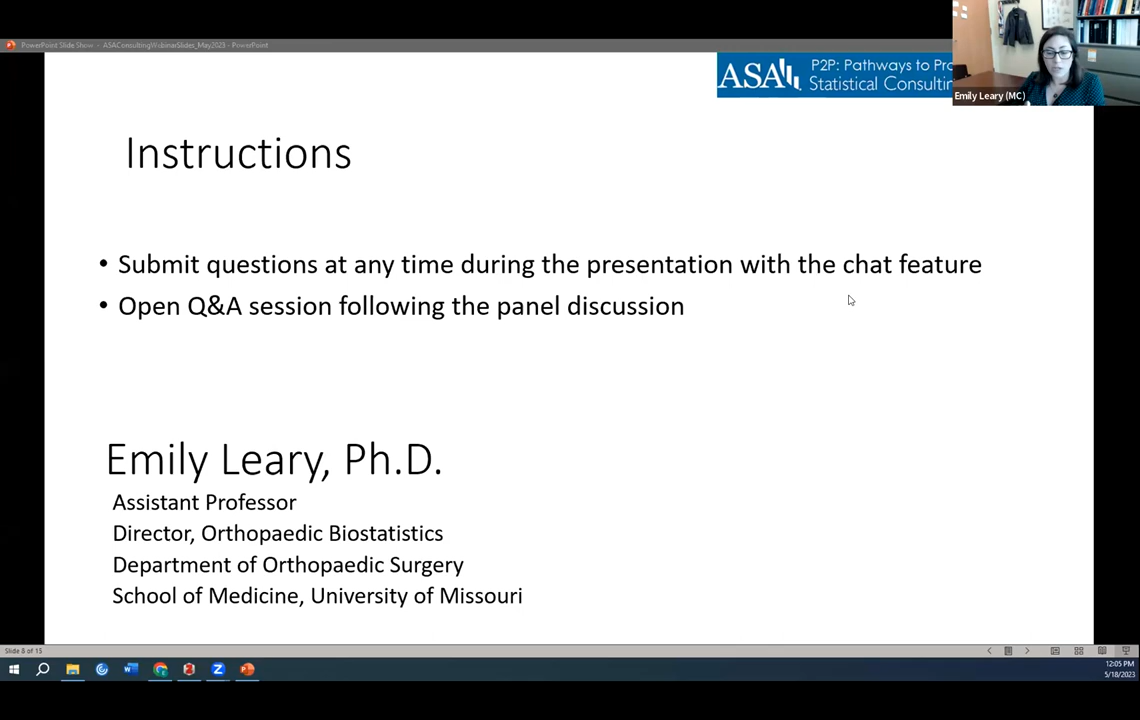 PowerPoint Slide Show - ASAConsultingWebinarSlides_May2023 - PowerPoint
ASA
P2P: Pathways to Pro
Statistical Consultin
Emily Leary (MC)
Instructions
• Submit questions at any time during the presentation with the chat feature
• Open Q&A session following the panel discussion
Emily Leary, Ph.D.
Assistant Professor
Director, Orthopaedic Biostatistics
Department of Orthopaedic Surgery
School of Medicine, University of Missouri
Slide 8 of 15
12:05 PM
5/18/2023